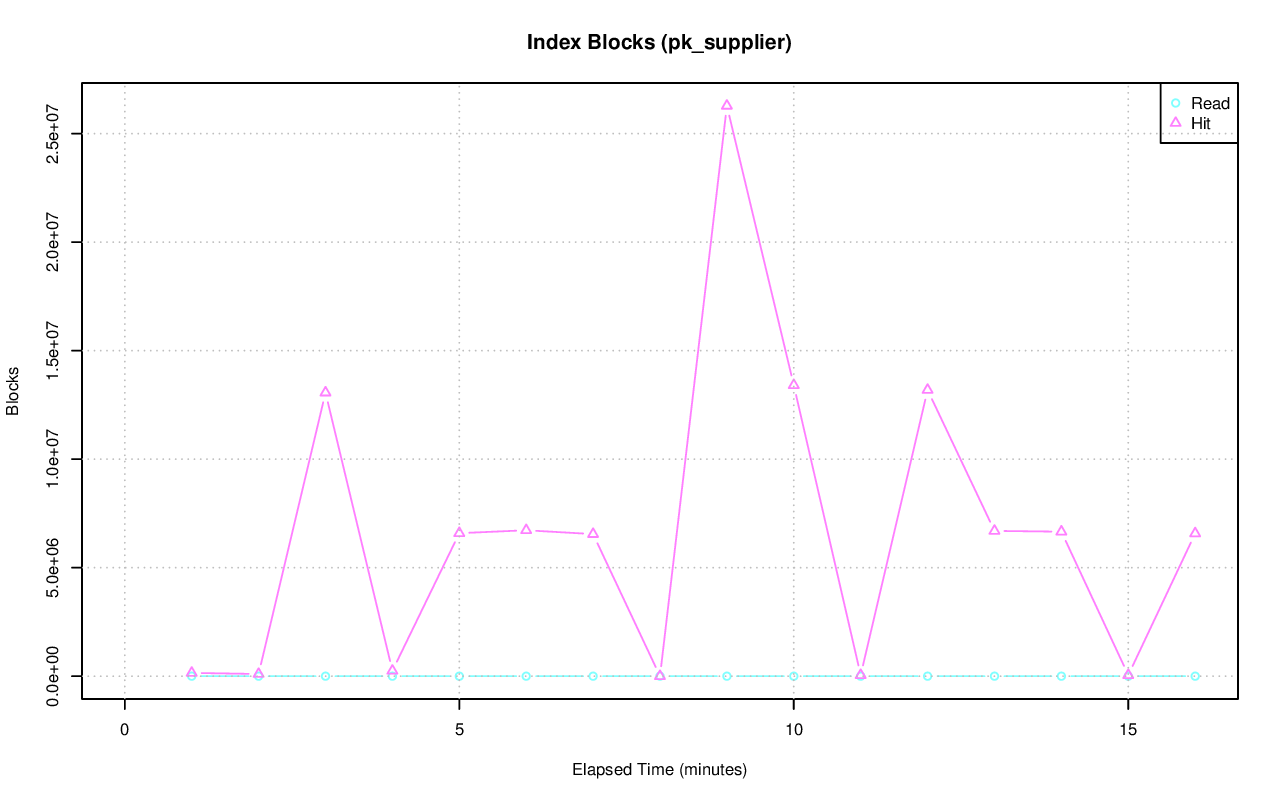 Index Blocks (pk_supplier)
Read
Hit
2.5e+07
2.0e+07
1.5e+07
1.0e+07
5.0e+06
0.0e+00
Blocks
0 5 10 15
Elapsed Time (minutes)